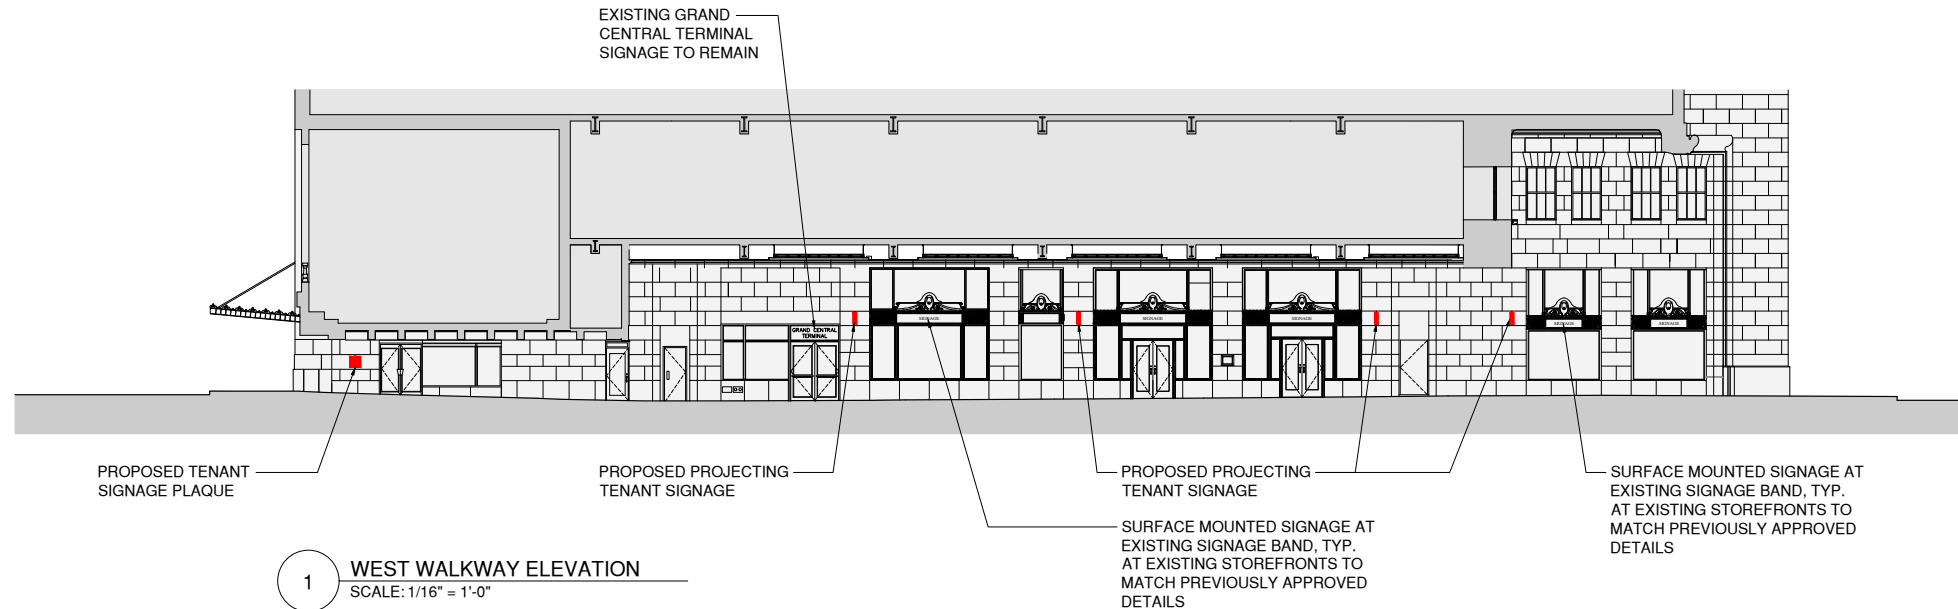 EXISTING GRAND
CENTRAL TERMINAL
SIGNAGE TO REMAIN
GRAND CENTRAL
TERMINAL
SIGNAGE
SIGNAGE
SIGNAGE
SIGNAGE
SIGNAGE
PROPOSED TENANT
SIGNAGE PLAQUE
PROPOSED PROJECTING
TENANT SIGNAGE
PROPOSED PROJECTING
TENANT SIGNAGE
SURFACE MOUNTED SIGNAGE AT
EXISTING SIGNAGE BAND, TYP.
AT EXISTING STOREFRONTS TO
MATCH PREVIOUSLY APPROVED
DETAILS
SURFACE MOUNTED SIGNAGE AT
EXISTING SIGNAGE BAND, TYP.
AT EXISTING STOREFRONTS TO
MATCH PREVIOUSLY APPROVED
DETAILS
1
WEST WALKWAY ELEVATION
SCALE: 1/16" = 1'-0"